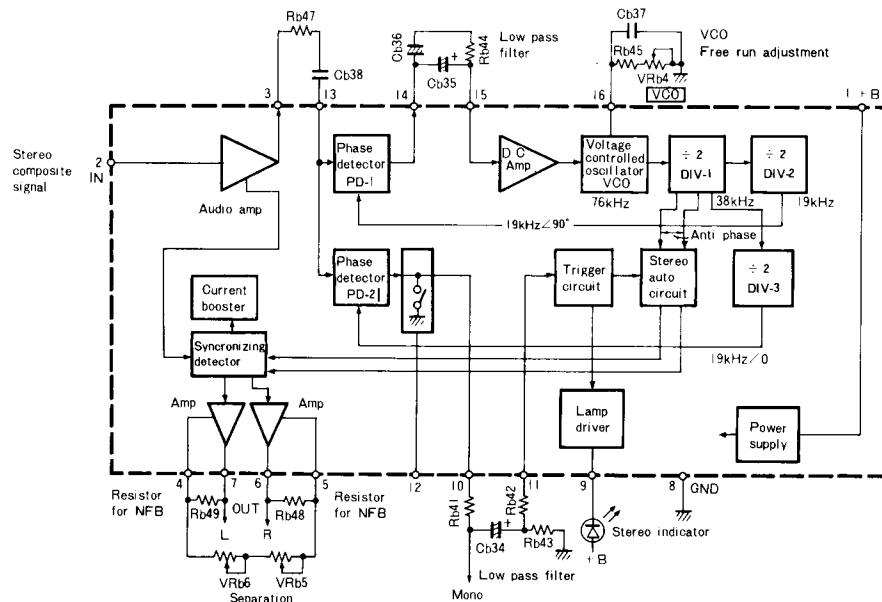 Rb47
Cb38
3
13
Cb36
Cb35
Rb44
Low pass
filter
14
15
Cb37
Rb45
VRb4
VCO
VCO
Free run adjustment
16
1 +B
Stereo
composite
signal
2
IN
Audio amp
Phase
detector
PD-1
DC
Amp
Voltage
controlled
oscillator
VCO
76kHz
÷ 2
DIV-1
38kHz
÷ 2
DIV-2
19kHz
19kHz∠90°
Anti phase
Phase
detector
PD-2
Trigger
circuit
Stereo
auto
circuit
÷ 2
DIV-3
19kHz/0
Current
booster
Syncronizing
detector
Amp
Amp
Lamp
driver
Power
supply
4
7
6
5
12
10
11
9
8
GND
Resistor
for NFB
Rb49
OUT
Rb48
Resistor
for NFB
L
R
VRb6
VRb5
Separation
Rb41
Rb42
Cb34
+
Rb43
Low pass filter
Mono
Stereo indicator
+B